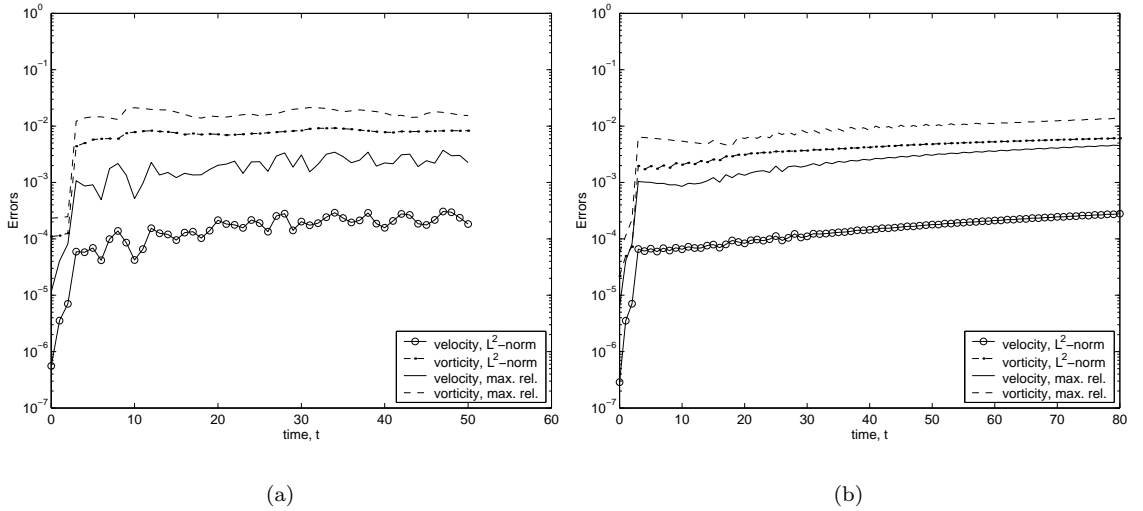 10^0
10^-1
10^-2
10^-3
10^-4
10^-5
10^-6
10^-7
Errors
0 10 20 30 40 50 60
time, t
velocity, L^2-norm
vorticity, L^2-norm
velocity, max. rel.
vorticity, max. rel.
(a)
10^0
10^-1
10^-2
10^-3
10^-4
10^-5
10^-6
10^-7
Errors
0 10 20 30 40 50 60 70 80
time, t
velocity, L^2-norm
vorticity, L^2-norm
velocity, max. rel.
vorticity, max. rel.
(b)